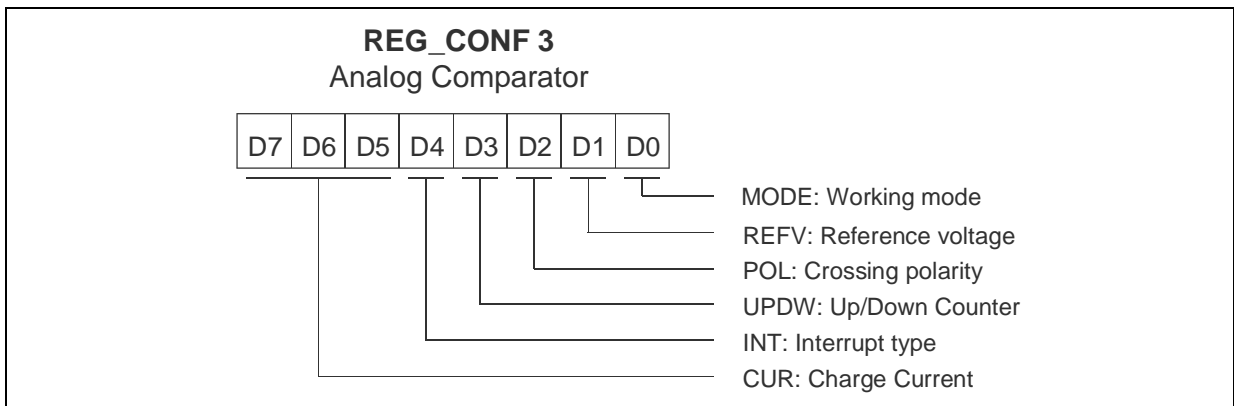 REG_CONF 3
Analog Comparator
D7 D6 D5 D4 D3 D2 D1 D0
MODE: Working mode
REFV: Reference voltage
POL: Crossing polarity
UPDW: Up/Down Counter
INT: Interrupt type
CUR: Charge Current